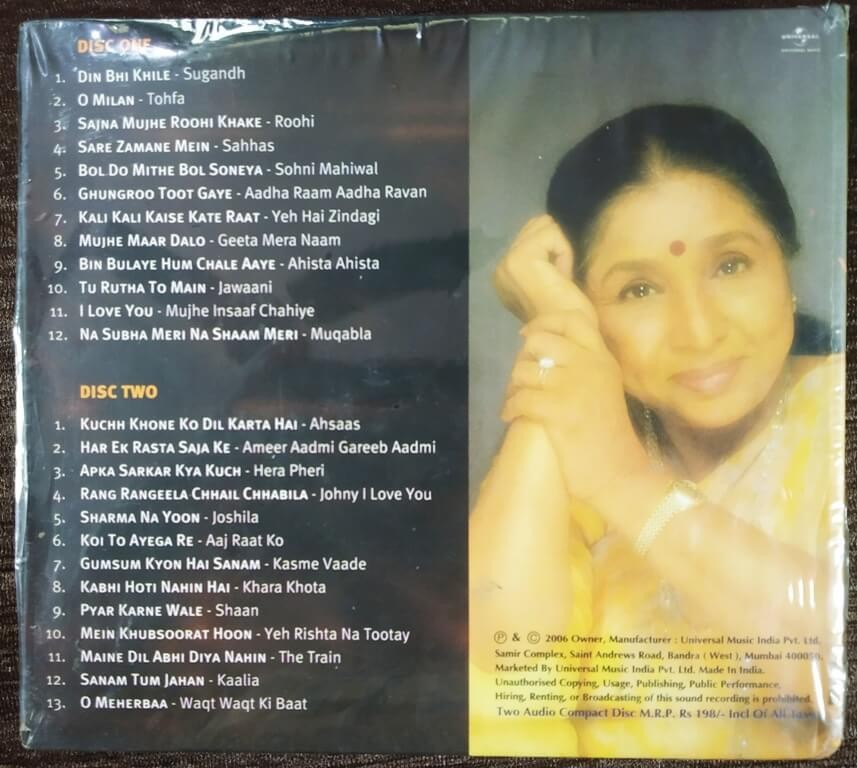 DISC ONE
1. DIN BHI KHILE - Sugandh
2. O MILAN - Tohfa
3. SAJNA MUJHE ROOHI KHAKE - Roohi
4. SARE ZAMANE MEIN - Sahhas
5. BOL DO MITHE BOL SONEYA - Sohni Mahiwal
6. GHUNGROO TOOT GAYE - Aadha Raam Aadha Ravan
7. KALI KALI KAISE KATE RAAT - Yeh Hai Zindagi
8. MUJHE MAAR DALO - Geeta Mera Naam
9. BIN BULAYE HUM CHALE AAYE - Ahista Ahista
10. TU RUTHA TO MAIN - Jawaani
11. I LOVE YOU - Mujhe Insaaf Chahiye
12. NA SUBHA MERI NA SHAAM MERI - Muqabla
DISC TWO
1. KUCHH KHONE KO DIL KARTA HAI - Ahsaas
2. HAR EK RASTA SAJA KE - Ameer Aadmi Gareeb Aadmi
3. APKA SARKAR KYA KUCH - Hera Pheri
4. RANG RANGEELA CHHAIL CHHABILA - Johny I Love You
5. SHARMA NA YOON - Joshila
6. KOI TO AYEGA RE - Aaj Raat Ko
7. GUMSUM KYON HAI SANAM - Kasme Vaade
8. KABHI HOTI NAHIN HAI - Khara Khota
9. PYAR KARNE WALE - Shaan
10. MEIN KHUBSOORAT HOON - Yeh Rishta Na Tootay
11. MAINE DIL ABHI DIYA NAHIN - The Train
12. SANAM TUM JAHAN - Kaalia
13. O MEHERBAA - Waqt Waqt Ki Baat
UNIVERSAL
UNIVERSAL MUSIC
℗ & © 2006 Owner, Manufacturer : Universal Music India Pvt. Ltd.
Samir Complex, Saint Andrews Road, Bandra ( West ), Mumbai 400050.
Marketed By Universal Music India Pvt. Ltd. Made In India.
Unauthorised Copying, Usage, Publishing, Public Performance,
Hiring, Renting, or Broadcasting of this sound recording is prohibited.
Two Audio Compact Disc M.R.P. Rs 198/- Incl Of All Taxes